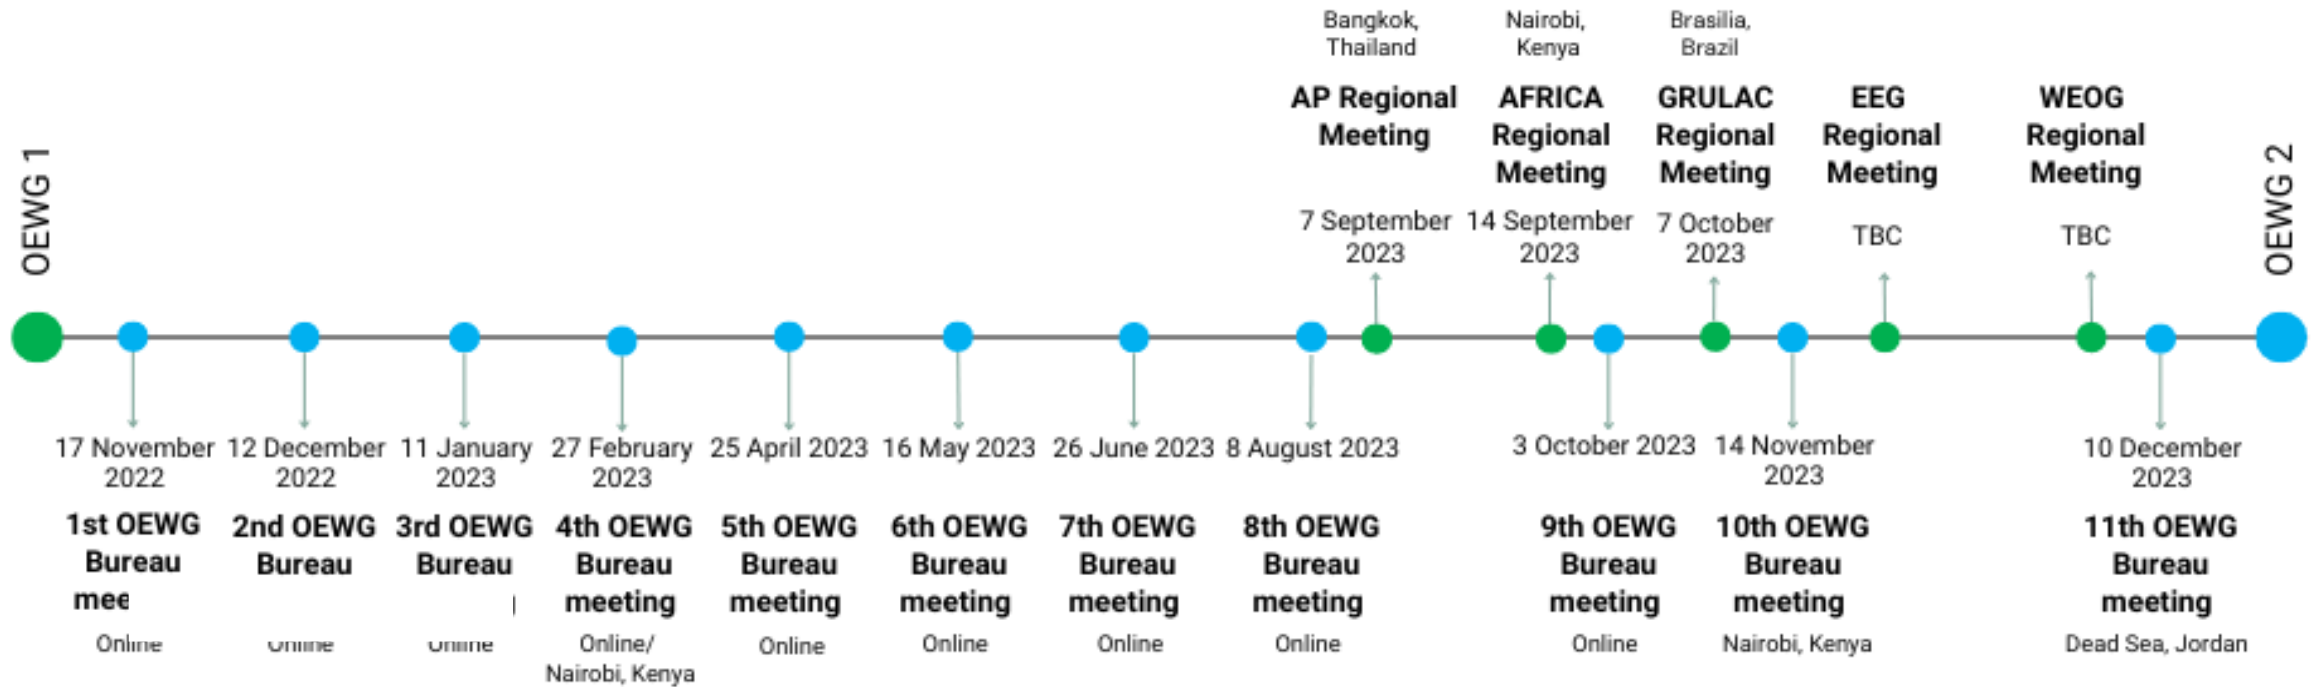 OEWG 1
Bangkok,
Thailand
AP Regional
Meeting
7 September
2023
Nairobi,
Kenya
AFRICA
Regional
Meeting
14 September
2023
Brasilia,
Brazil
GRULAC
Regional
Meeting
7 October
2023
EEG
Regional
Meeting
TBC
WEOG
Regional
Meeting
TBC
OEWG 2
17 November
2022
1st OEWG
Bureau
mee
Online
12 December
2022
2nd OEWG
Bureau
Online
11 January
2023
3rd OEWG
Bureau
Online
27 February
2023
4th OEWG
Bureau
meeting
Online/
Nairobi, Kenya
25 April 2023
5th OEWG
Bureau
meeting
Online
16 May 2023
6th OEWG
Bureau
meeting
Online
26 June 2023
7th OEWG
Bureau
meeting
Online
8 August 2023
8th OEWG
Bureau
meeting
Online
3 October 2023
9th OEWG
Bureau
meeting
Online
14 November
2023
10th OEWG
Bureau
meeting
Nairobi, Kenya
10 December
2023
11th OEWG
Bureau
meeting
Dead Sea, Jordan